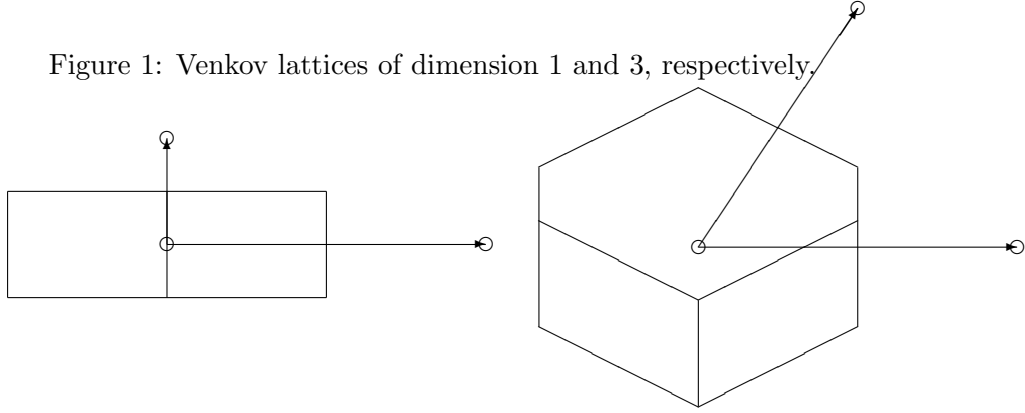 Figure 1: Venkov lattices of dimension 1 and 3, respectively.